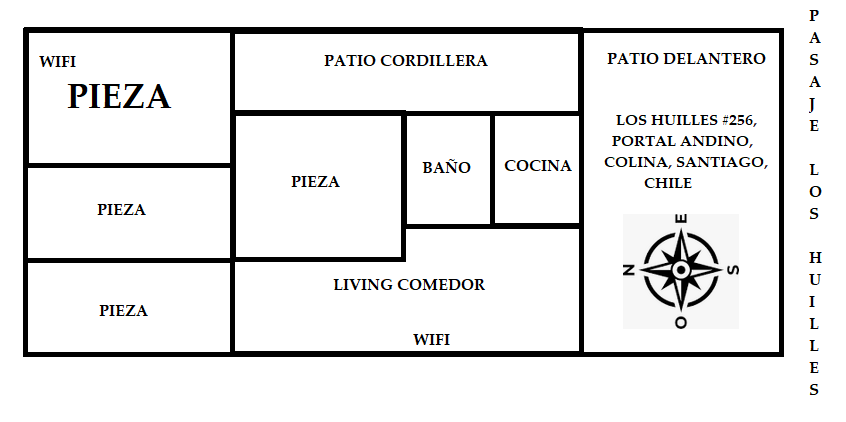 WIFI
PIEZA
PATIO CORDILLERA
PATIO DELANTERO
LOS HUILLES #256,
PORTAL ANDINO,
COLINA, SANTIAGO,
CHILE
PIEZA
BAÑO
COCINA
PIEZA
E
N
S
O
LIVING COMEDOR
PIEZA
WIFI
PASAJE LOS HUILLES